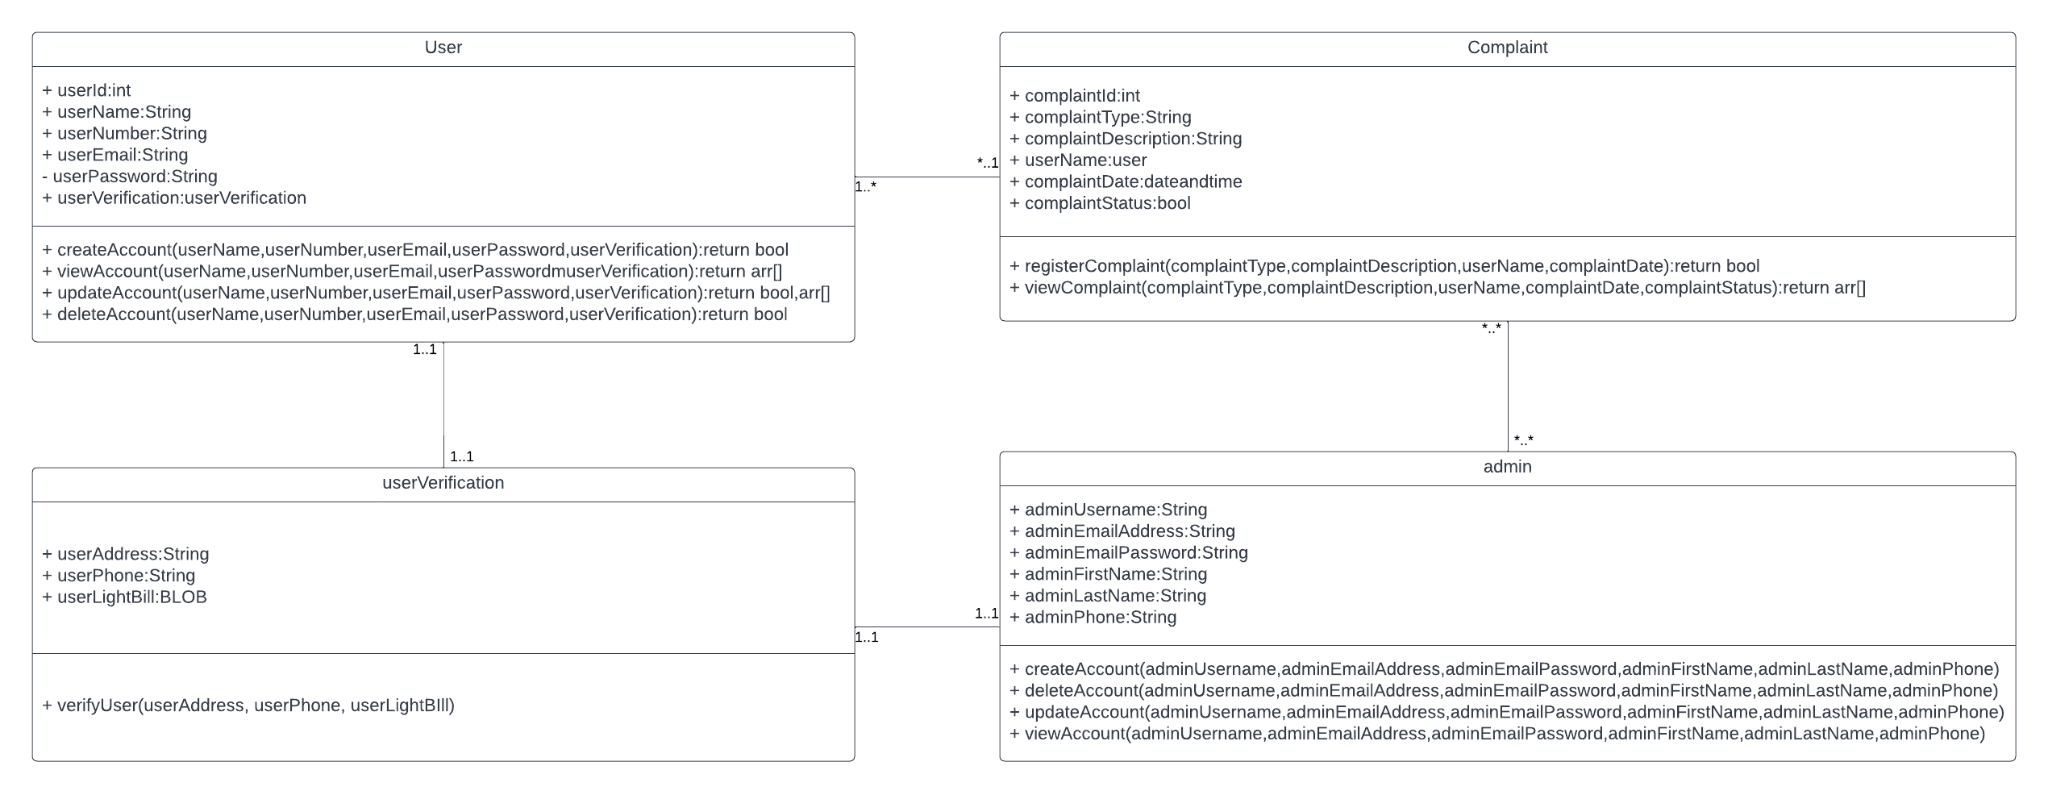 User
+ userId:int
+ userName:String
+ userNumber:String
+ userEmail:String
- userPassword:String
+ userVerification:userVerification
+ createAccount(userName,userNumber,userEmail,userPassword,userVerification):return bool
+ viewAccount(userName,userNumber,userEmail,userPasswordmuserVerification):return arr[]
+ updateAccount(userName,userNumber,userEmail,userPassword,userVerification):return bool,arr[]
+ deleteAccount(userName,userNumber,userEmail,userPassword,userVerification):return bool
*..1
1..*
Complaint
+ complaintId:int
+ complaintType:String
+ complaintDescription:String
+ userName:user
+ complaintDate:dateandtime
+ complaintStatus:bool
+ registerComplaint(complaintType,complaintDescription,userName,complaintDate):return bool
+ viewComplaint(complaintType,complaintDescription,userName,complaintDate,complaintStatus):return arr[]
1..1
1..1
*..*
*..*
userVerification
+ userAddress:String
+ userPhone:String
+ userLightBill:BLOB
+ verifyUser(userAddress, userPhone, userLightBIll)
1..1
1..1
admin
+ adminUsername:String
+ adminEmailAddress:String
+ adminEmailPassword:String
+ adminFirstName:String
+ adminLastName:String
+ adminPhone:String
+ createAccount(adminUsername,adminEmailAddress,adminEmailPassword,adminFirstName,adminLastName,adminPhone)
+ deleteAccount(adminUsername,adminEmailAddress,adminEmailPassword,adminFirstName,adminLastName,adminPhone)
+ updateAccount(adminUsername,adminEmailAddress,adminEmailPassword,adminFirstName,adminLastName,adminPhone)
+ viewAccount(adminUsername,adminEmailAddress,adminEmailPassword,adminFirstName,adminLastName,adminPhone)